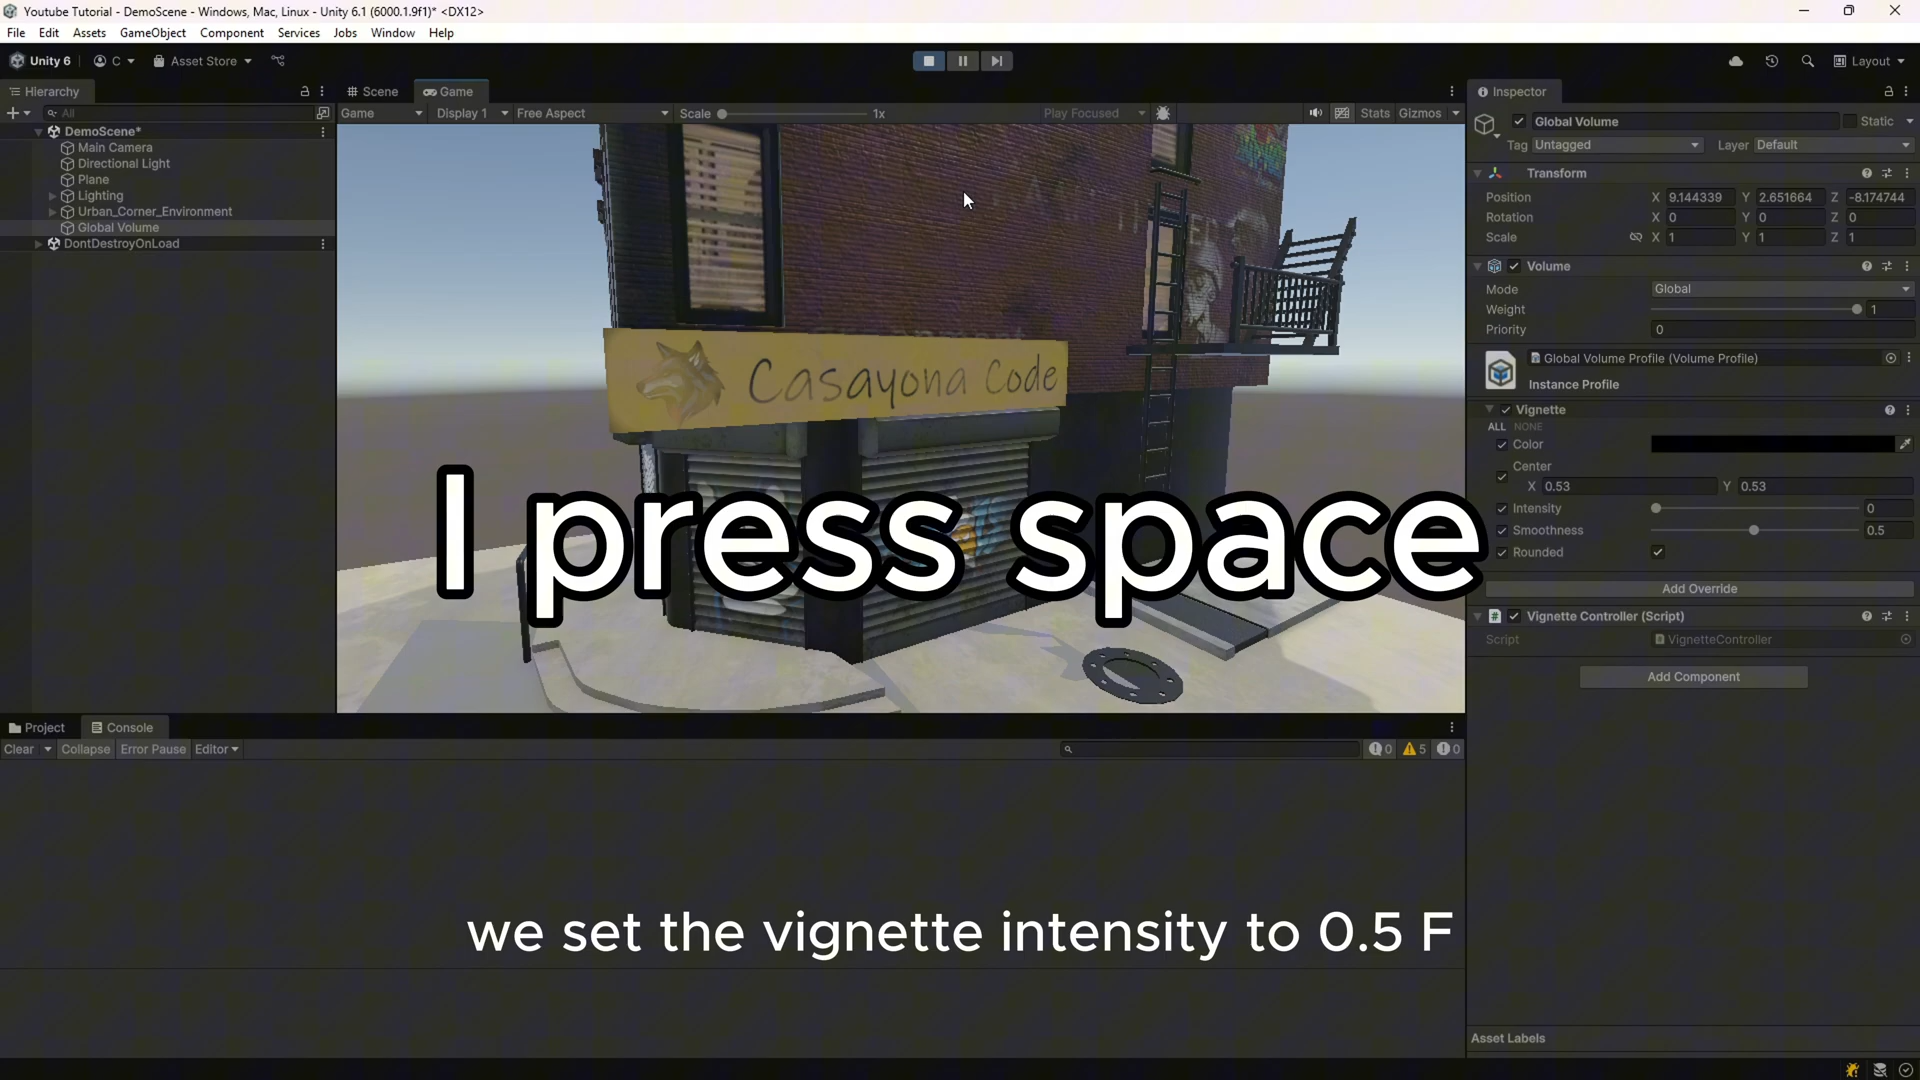 Youtube Tutorial - DemoScene - Windows, Mac, Linux - Unity 6.1 (6000.1.9f1)* <DX12>
File Edit Assets GameObject Component Services Jobs Window Help
Unity 6 C Asset Store Layout
Hierarchy Scene Game Inspector
All Game Display 1 Free Aspect Scale 1x Play Focused Stats Gizmos
DemoScene*
Main Camera
Directional Light
Plane
Lighting
Urban_Corner_Environment
Global Volume
DontDestroyOnLoad
Casayona Code
I press space
Global Volume Static
Tag Untagged Layer Default
Transform
Position X 9.144339 Y 2.651664 Z -8.174744
Rotation X 0 Y 0 Z 0
Scale X 1 Y 1 Z 1
Volume
Mode Global
Weight 1
Priority 0
Global Volume Profile (Volume Profile)
Instance Profile
Vignette
ALL NONE
Color
Center
X 0.53 Y 0.53
Intensity 0
Smoothness 0.5
Rounded
Add Override
Vignette Controller (Script)
Script VignetteController
Add Component
Project Console
Clear Collapse Error Pause Editor 0 5 0
we set the vignette intensity to 0.5 F
Asset Labels